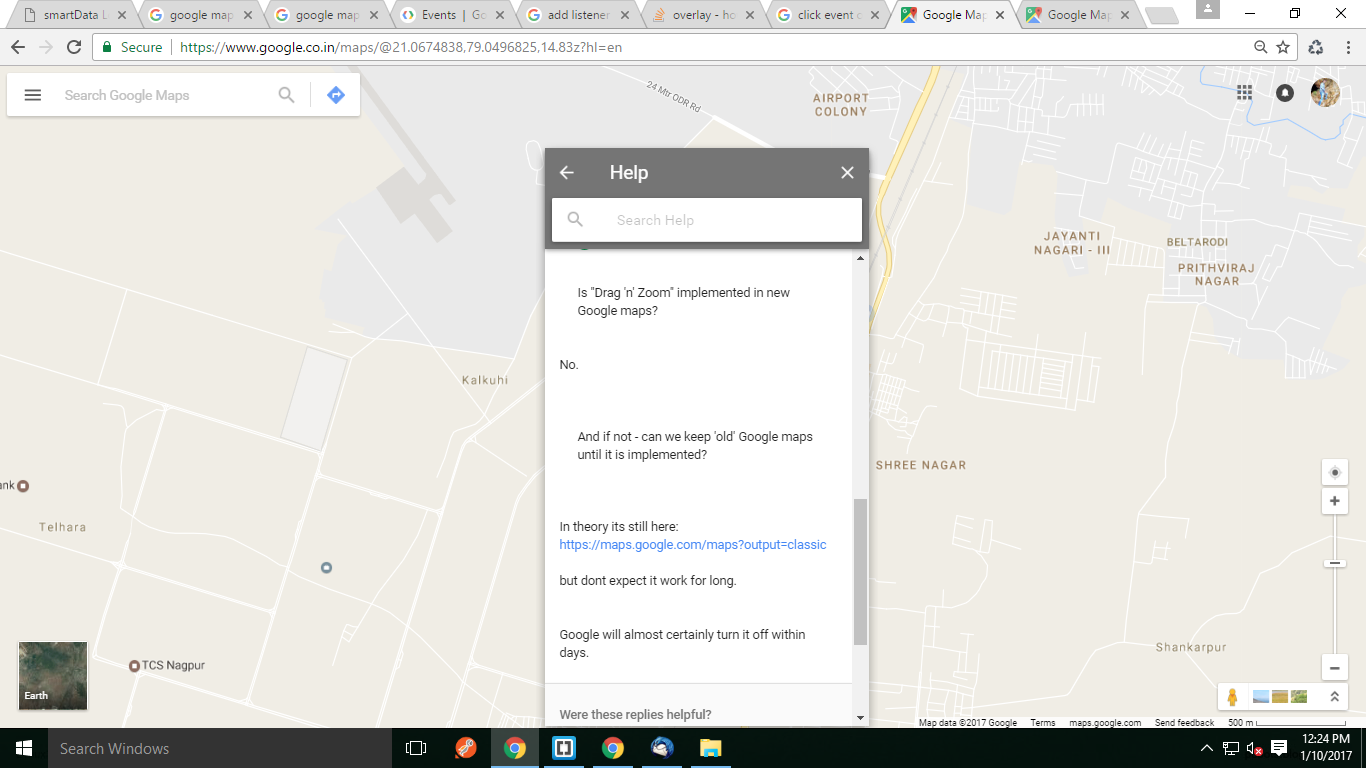 smartData L
google map
google map
Events | Go
add listener
overlay - ho
click event o
Google Map
Google Map
Secure
https://www.google.co.in/maps/@21.0674838,79.0496825,14.83z?hl=en
Search Google Maps
24 Mtr ODR Rd
AIRPORT
COLONY
Help
Search Help
JAYANTI
NAGARI - III
BELTARODI
PRITHVIRAJ
NAGAR
Is "Drag 'n' Zoom" implemented in new
Google maps?
No.
Kalkuhi
And if not - can we keep 'old' Google maps
until it is implemented?
SHREE NAGAR
nk
Telhara
In theory its still here:
https://maps.google.com/maps?output=classic
but dont expect it work for long.
Google will almost certainly turn it off within
days.
Shankarpur
TCS Nagpur
Earth
Were these replies helpful?
Map data ©2017 Google
Terms
maps.google.com
Send feedback
500 m
Search Windows
12:24 PM
1/10/2017